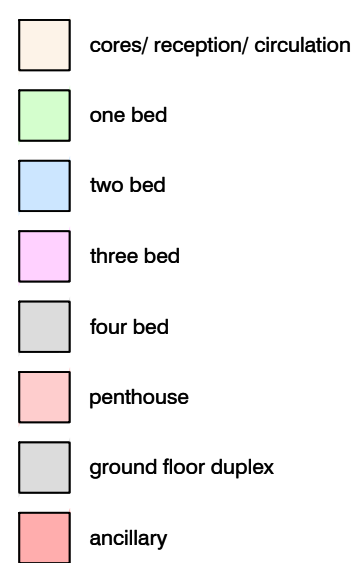 cores/ reception/ circulation
one bed
two bed
three bed
four bed
penthouse
ground floor duplex
ancillary